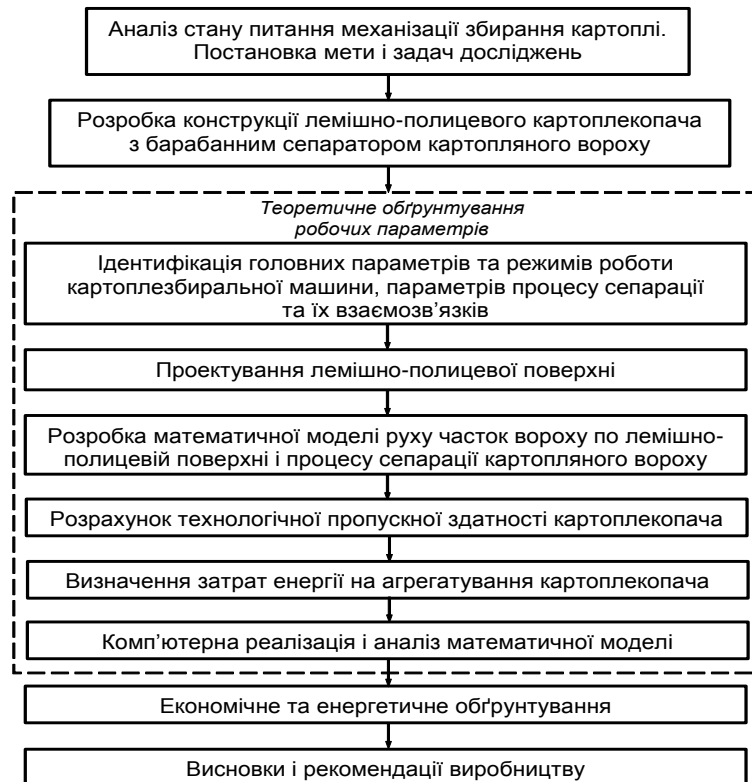 Аналіз стану питання механізації збирання картоплі.
Постановка мети і задач досліджень
Розробка конструкції лемішно-полицевого картоплекопача
з барабанним сепаратором картопляного вороху
Теоретичне обґрунтування
робочих параметрів
Ідентифікація головних параметрів та режимів роботи
картоплезбиральної машини, параметрів процесу сепарації
та їх взаємозв’язків
Проектування лемішно-полицевої поверхні
Розробка математичної моделі руху часток вороху по лемішно-
полицевій поверхні і процесу сепарації картопляного вороху
Розрахунок технологічної пропускної здатності картоплекопача
Визначення затрат енергії на агрегатування картоплекопача
Комп’ютерна реалізація і аналіз математичної моделі
Економічне та енергетичне обґрунтування
Висновки і рекомендації виробництву